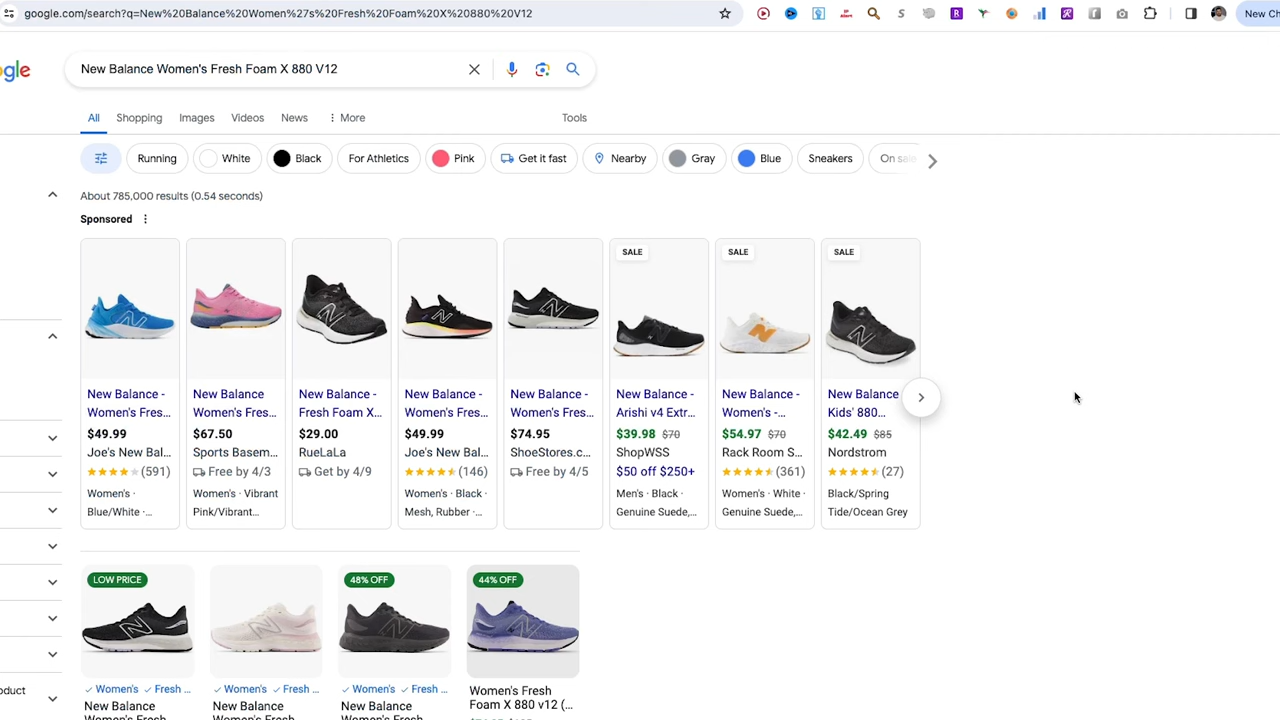 google.com/search?q=New%20Balance%20Women%27s%20Fresh%20Foam%20X%20880%20V12
New Ch
gle
New Balance Women's Fresh Foam X 880 V12
All Shopping Images Videos News More Tools
Running White Black For Athletics Pink Get it fast Nearby Gray Blue Sneakers On sale
About 785,000 results (0.54 seconds)
Sponsored
SALE SALE SALE
New Balance -
Women's Fres...
$49.99
Joe's New Bal...
(591)
Women's ·
Blue/White ·...
New Balance
Women's Fres...
$67.50
Sports Basem...
Free by 4/3
Women's · Vibrant
Pink/Vibrant...
New Balance -
Fresh Foam X...
$29.00
RueLaLa
Get by 4/9
New Balance -
Women's Fres...
$49.99
Joe's New Bal...
(146)
Women's · Black ·
Mesh, Rubber ·...
New Balance -
Women's Fres...
$74.95
ShoeStores.c...
Free by 4/5
New Balance -
Arishi v4 Extr...
$39.98 $70
ShopWSS
$50 off $250+
Men's · Black ·
Genuine Suede,...
New Balance -
Women's -...
$54.97 $70
Rack Room S...
(361)
Women's · White ·
Genuine Suede,...
New Balance
Kids' 880...
$42.49 $85
Nordstrom
(27)
Black/Spring
Tide/Ocean Grey
LOW PRICE 48% OFF 44% OFF
Women's Fresh ...
New Balance
Women's Fresh
Women's Fresh ...
New Balance
Women's Fresh
Women's Fresh ...
New Balance
Women's Fresh
Women's Fresh
Foam X 880 v12 (...
oduct